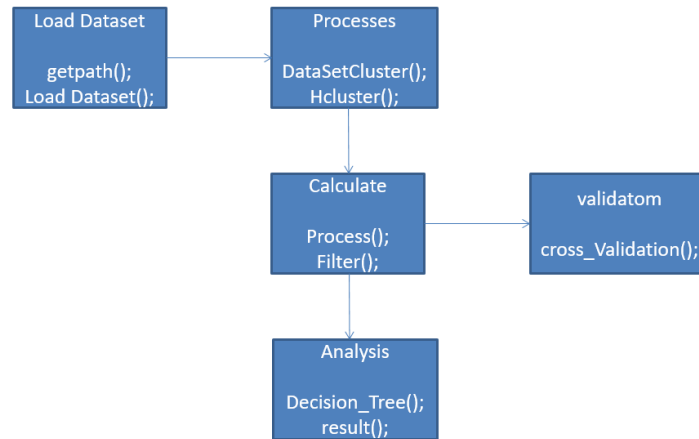 Load Dataset
getpath();
Load Dataset();
Processes
DataSetCluster();
Hcluster();
Calculate
Process();
Filter();
validatom
cross_Validation();
Analysis
Decision_Tree();
result();